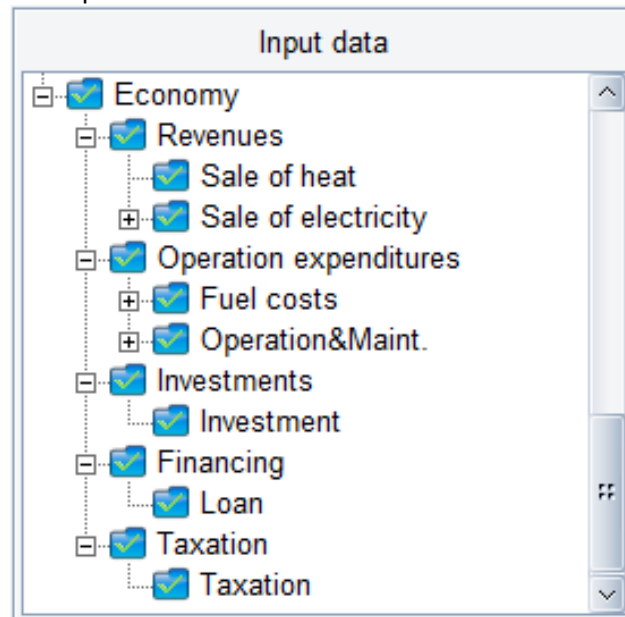 Input data
Economy
Revenues
Sale of heat
Sale of electricity
Operation expenditures
Fuel costs
Operation&Maint.
Investments
Investment
Financing
Loan
Taxation
Taxation